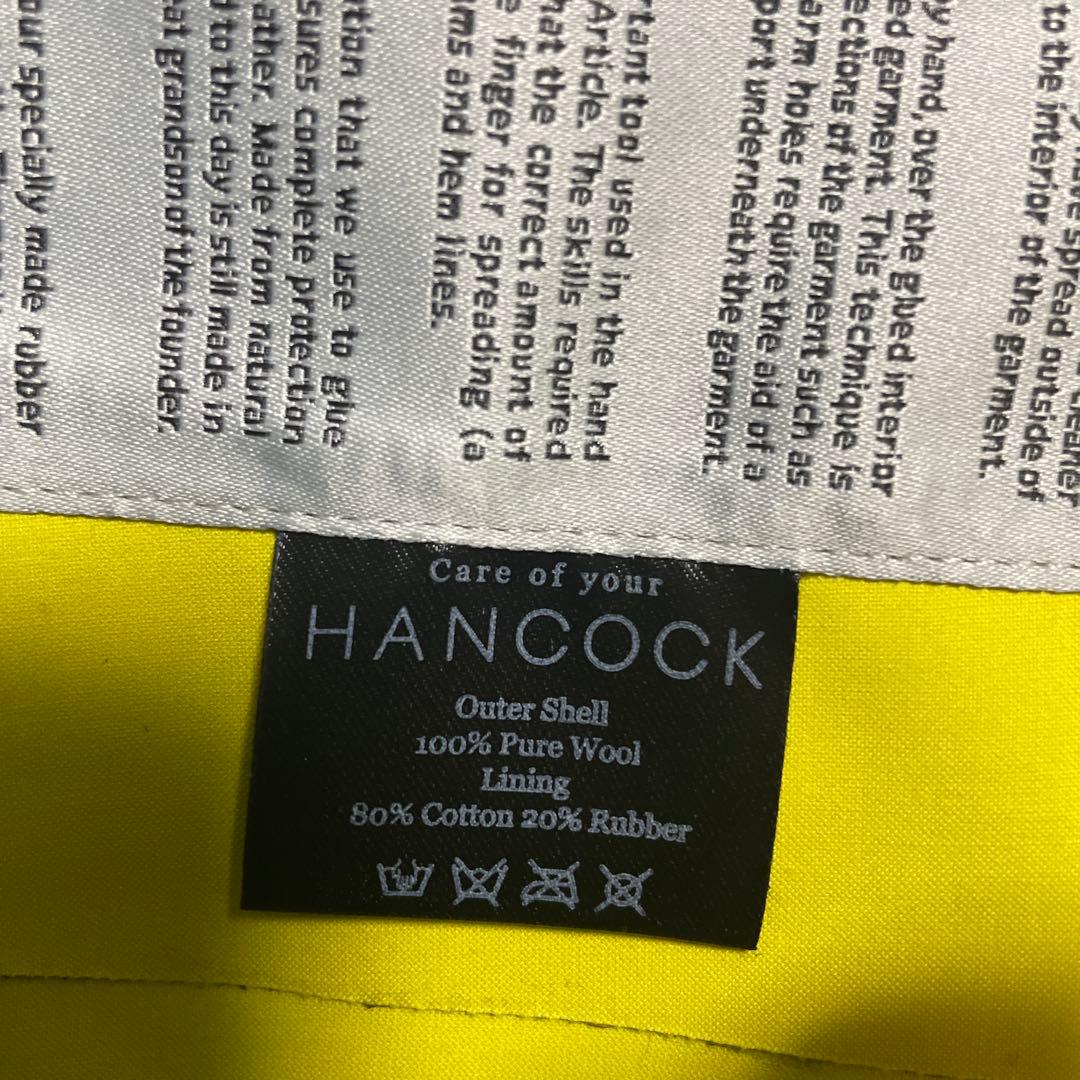 cleaner
have spread outside of
to the interior of the garment.
y hand, over the glued interior
ed garment. This technique is
ections of the garment such as
arm holes require the aid of a
port underneath the garment.
rtant tool used in the hand
Article. The skills required
hat the correct amount of
e finger for spreading (a
ms and hem lines.
tion that we use to glue
sures complete protection
ather. Made from natural
d to this day is still made in
at grandson of the founder.
our specially made rubber
Care of your
HANCOCK
Outer Shell
100% Pure Wool
Lining
80% Cotton 20% Rubber